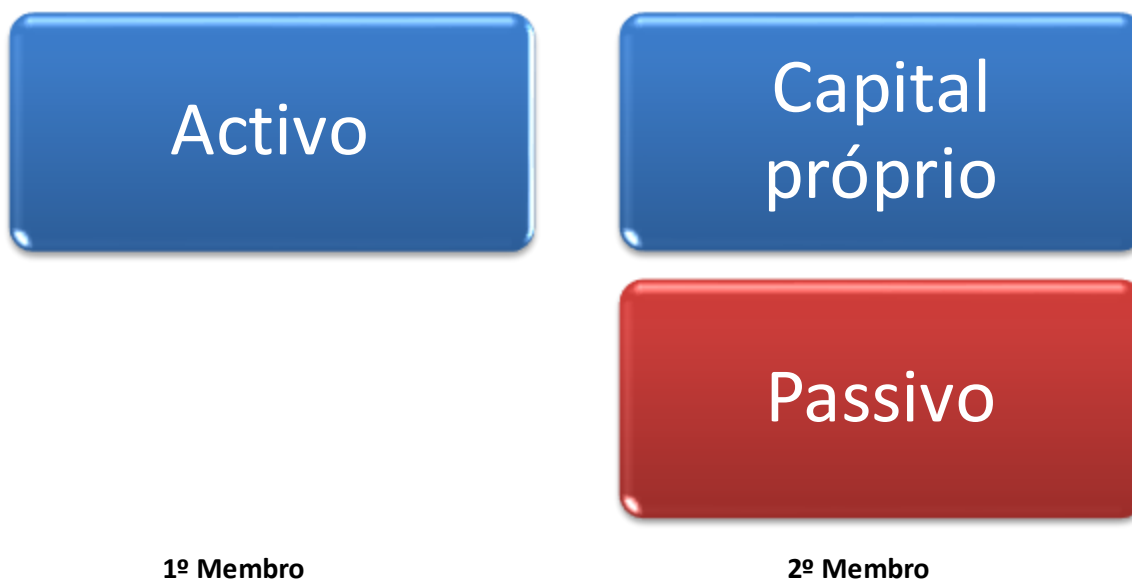 Activo
Capital
próprio
Passivo
1º Membro
2º Membro